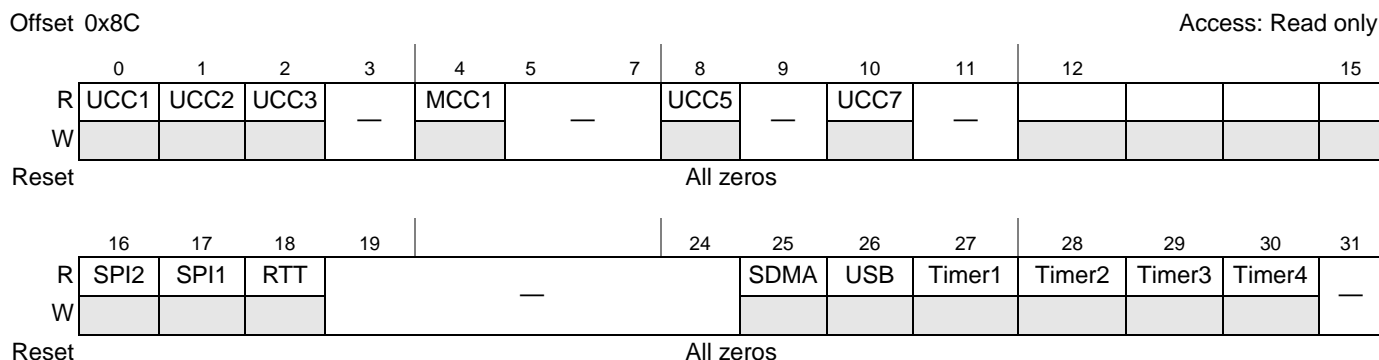 Offset 0x8C Access: Read only
0 1 2 3 4 5 7 8 9 10 11 12 15
R UCC1 UCC2 UCC3 — MCC1 — UCC5 — UCC7 —
W
Reset All zeros
16 17 18 19 24 25 26 27 28 29 30 31
R SPI2 SPI1 RTT — SDMA USB Timer1 Timer2 Timer3 Timer4 —
W
Reset All zeros